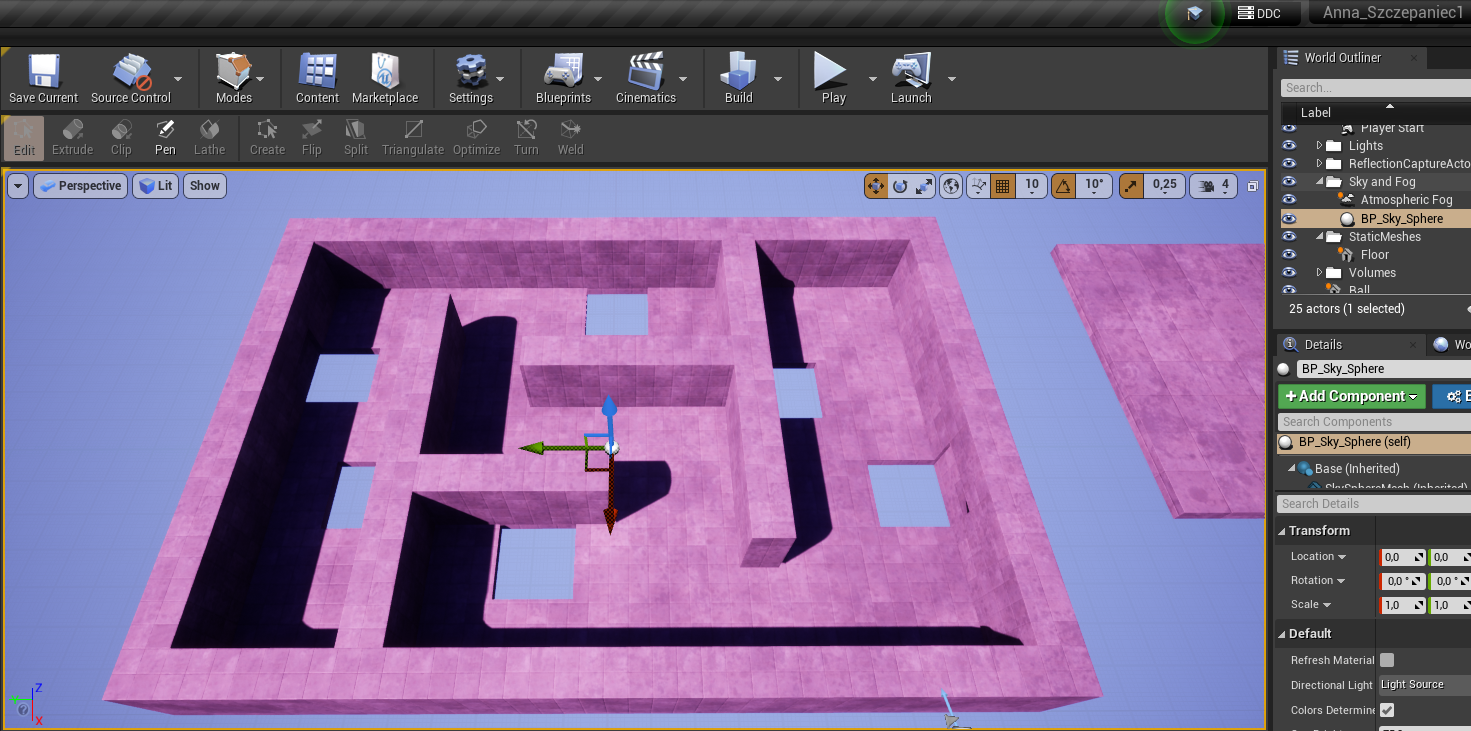 DDC
Anna_Szczepaniec1
Save Current
Source Control
Modes
Content
Marketplace
Settings
Blueprints
Cinematics
Build
Play
Launch
Edit
Extrude
Clip
Pen
Lathe
Create
Flip
Split
Triangulate
Optimize
Turn
Weld
Perspective
Lit
Show
10
10°
0,25
4
Z
X
World Outliner
Search...
Label
Player Start
Lights
ReflectionCaptureActo
Sky and Fog
Atmospheric Fog
BP_Sky_Sphere
StaticMeshes
Floor
Volumes
Ball
25 actors (1 selected)
Details
Wo
BP_Sky_Sphere
+Add Component
Search Components
BP_Sky_Sphere (self)
Base (Inherited)
SkySphereMesh (Inherited)
Search Details
Transform
Location
0,0
0,0
Rotation
0,0 °
0,0 °
Scale
1,0
1,0
Default
Refresh Material
Directional Light
Light Source
Colors Determine